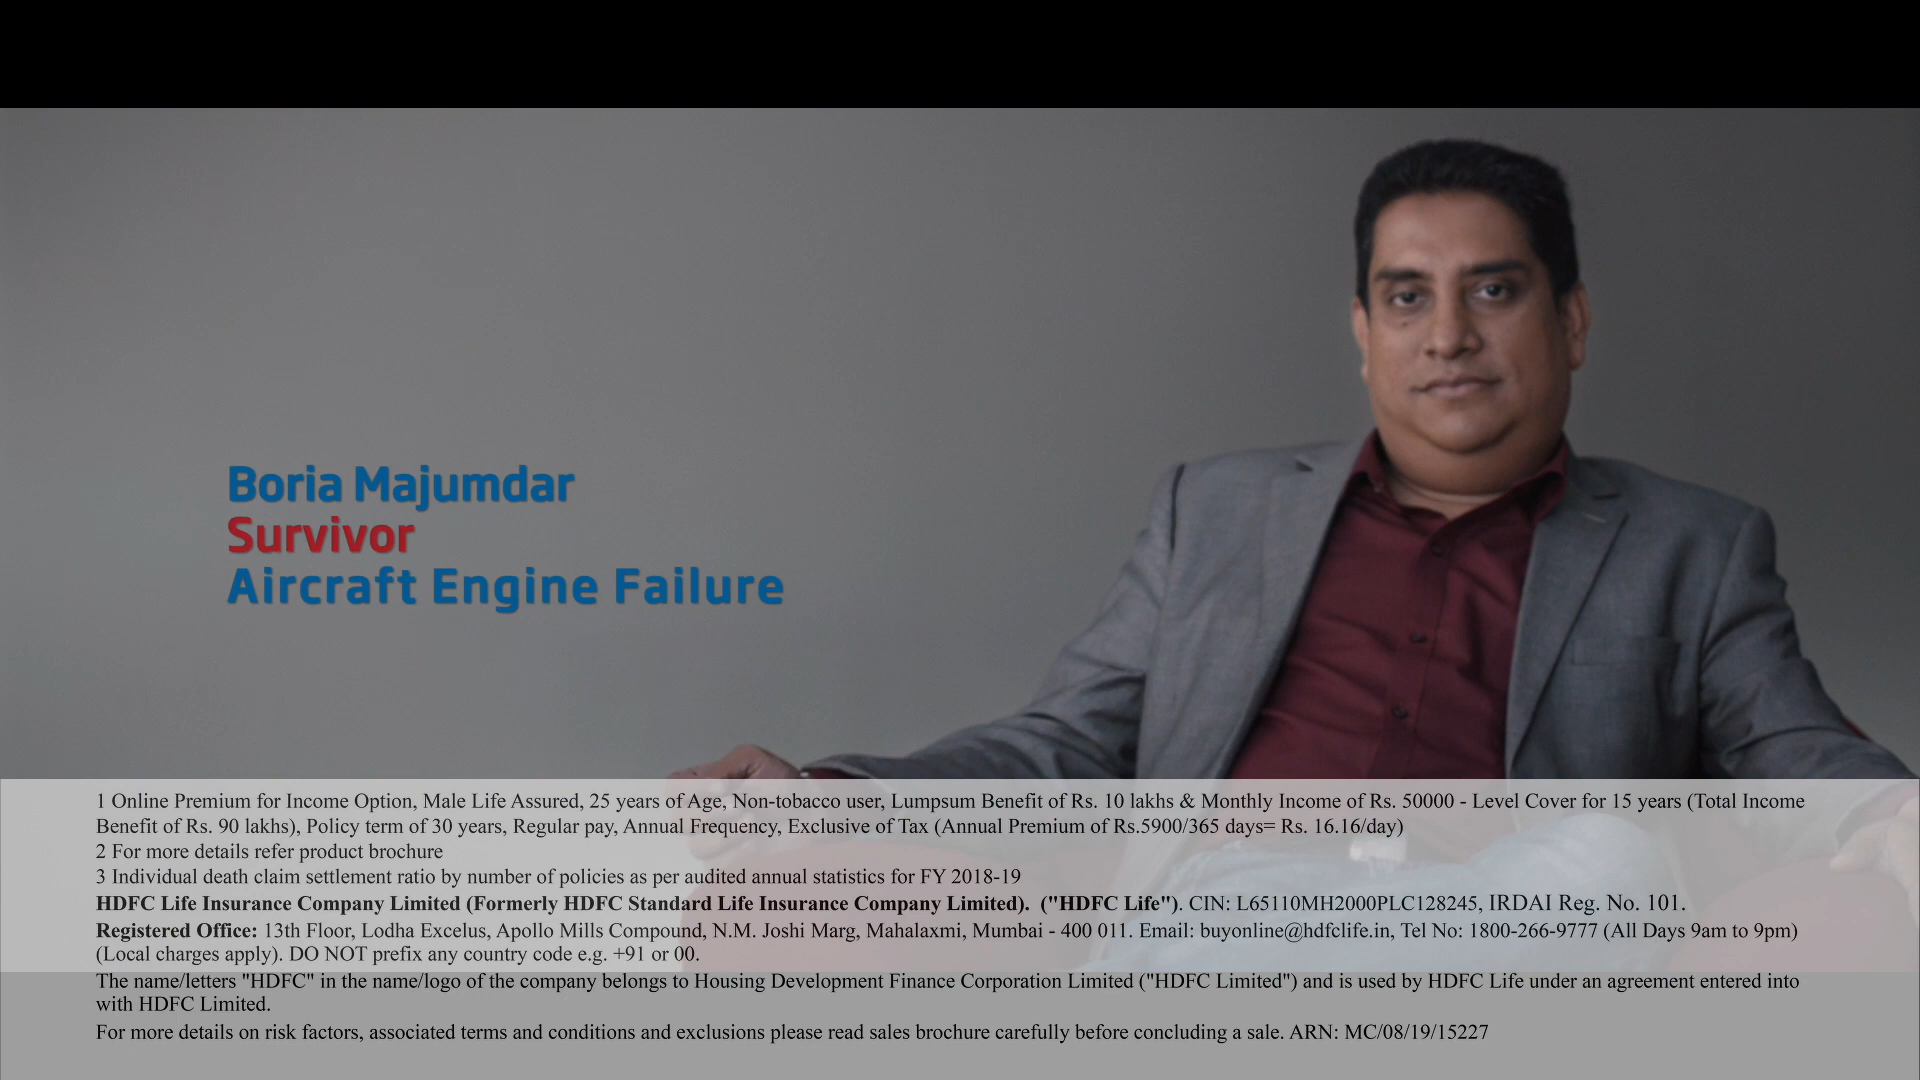 Boria Majumdar
Survivor
Aircraft Engine Failure
1 Online Premium for Income Option, Male Life Assured, 25 years of Age, Non-tobacco user, Lumpsum Benefit of Rs. 10 lakhs & Monthly Income of Rs. 50000 - Level Cover for 15 years (Total Income
Benefit of Rs. 90 lakhs), Policy term of 30 years, Regular pay, Annual Frequency, Exclusive of Tax (Annual Premium of Rs.5900/365 days= Rs. 16.16/day)
2 For more details refer product brochure
3 Individual death claim settlement ratio by number of policies as per audited annual statistics for FY 2018-19
HDFC Life Insurance Company Limited (Formerly HDFC Standard Life Insurance Company Limited). ("HDFC Life"). CIN: L65110MH2000PLC128245, IRDAI Reg. No. 101.
Registered Office: 13th Floor, Lodha Excelus, Apollo Mills Compound, N.M. Joshi Marg, Mahalaxmi, Mumbai - 400 011. Email: buyonline@hdfclife.in, Tel No: 1800-266-9777 (All Days 9am to 9pm)
(Local charges apply). DO NOT prefix any country code e.g. +91 or 00.
The name/letters "HDFC" in the name/logo of the company belongs to Housing Development Finance Corporation Limited ("HDFC Limited") and is used by HDFC Life under an agreement entered into
with HDFC Limited.
For more details on risk factors, associated terms and conditions and exclusions please read sales brochure carefully before concluding a sale. ARN: MC/08/19/15227